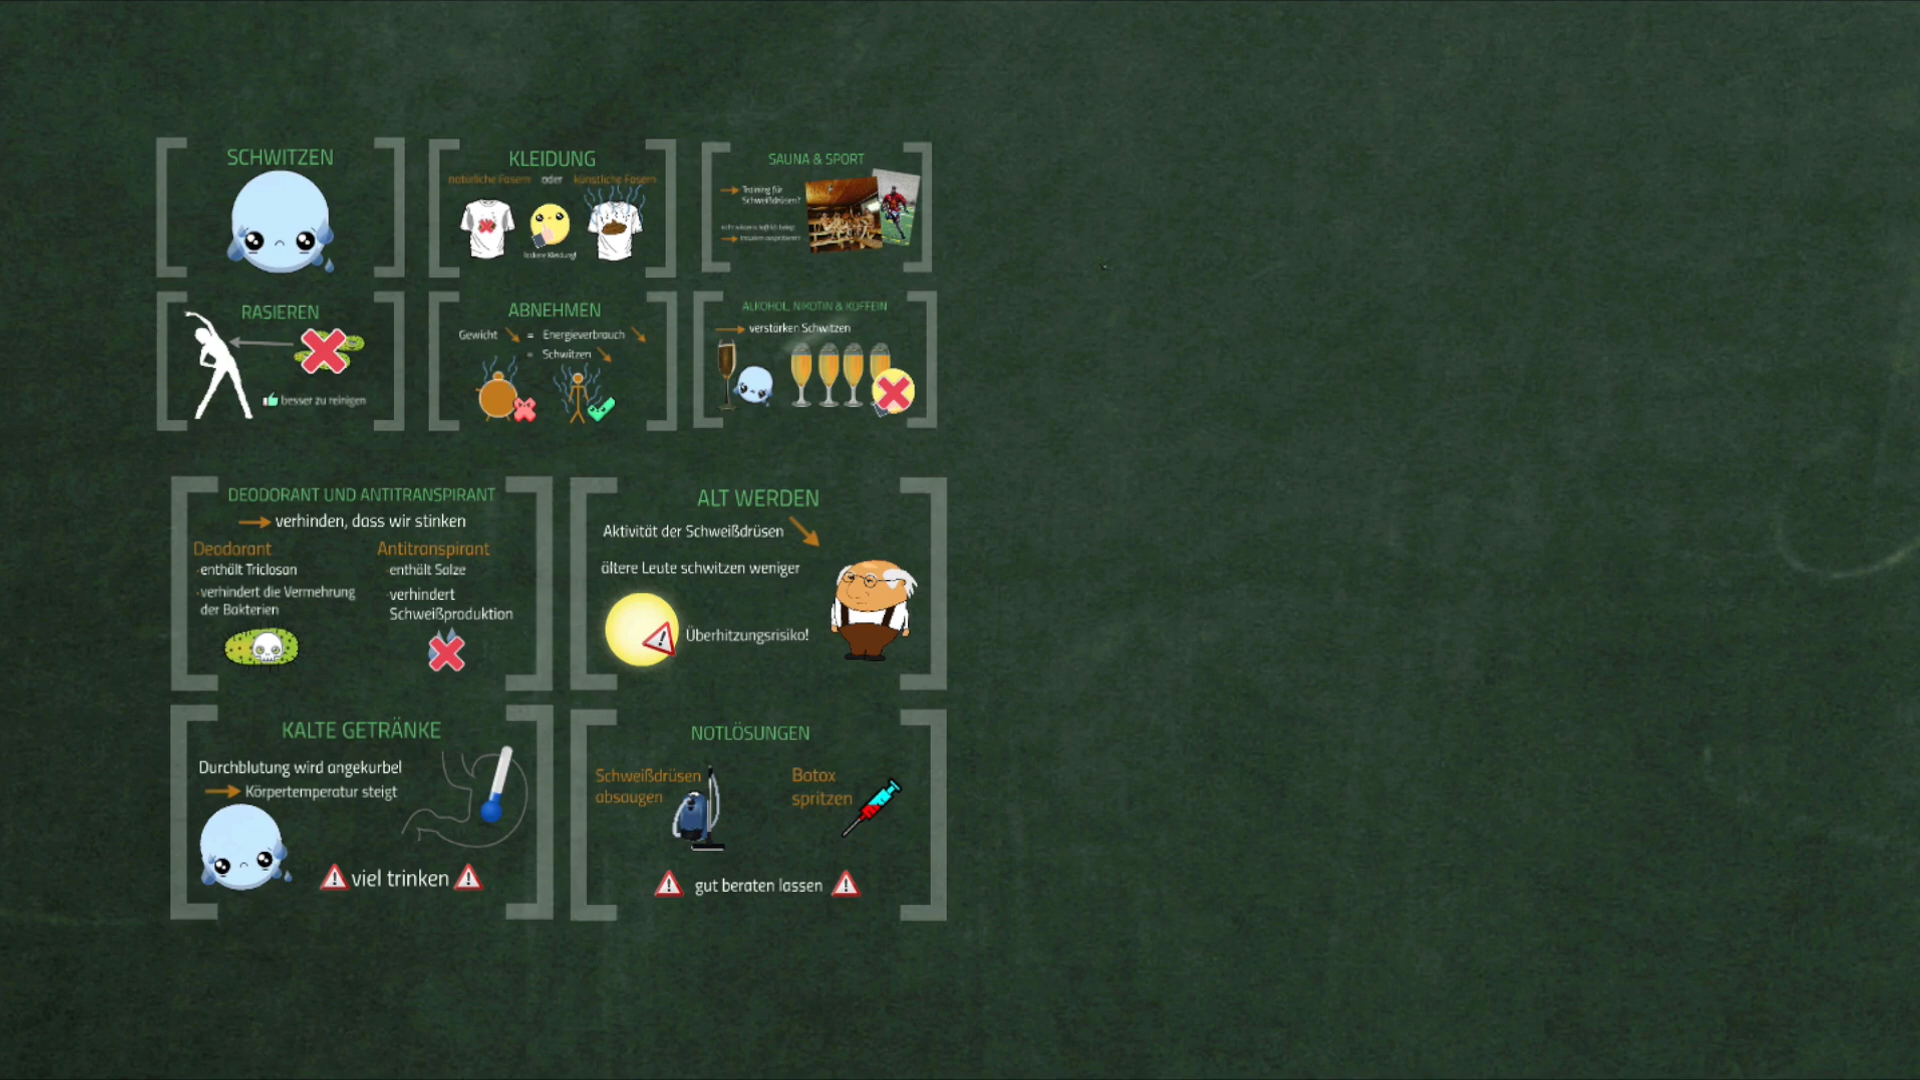 SCHWITZEN
KLEIDUNG
natürliche Fasern oder künstliche Fasern
lockere Kleidung!
SAUNA & SPORT
Training für
Schweißdrüsen?
RASIEREN
besser zu reinigen
ABNEHMEN
Gewicht = Energieverbrauch
= Schwitzen
ALKOHOL, NIKOTIN & KOFFEIN
verstärken Schwitzen
DEODORANT UND ANTITRANSPIRANT
verhinden, dass wir stinken
Deodorant
·enthält Triclosan
·verhindert die Vermehrung
der Bakterien
Antitranspirant
·enthält Salze
·verhindert
Schweißproduktion
ALT WERDEN
Aktivität der Schweißdrüsen
ältere Leute schwitzen weniger
Überhitzungsrisiko!
KALTE GETRÄNKE
Durchblutung wird angekurbel
Körpertemperatur steigt
viel trinken
NOTLÖSUNGEN
Schweißdrüsen
absaugen
Botox
spritzen
gut beraten lassen